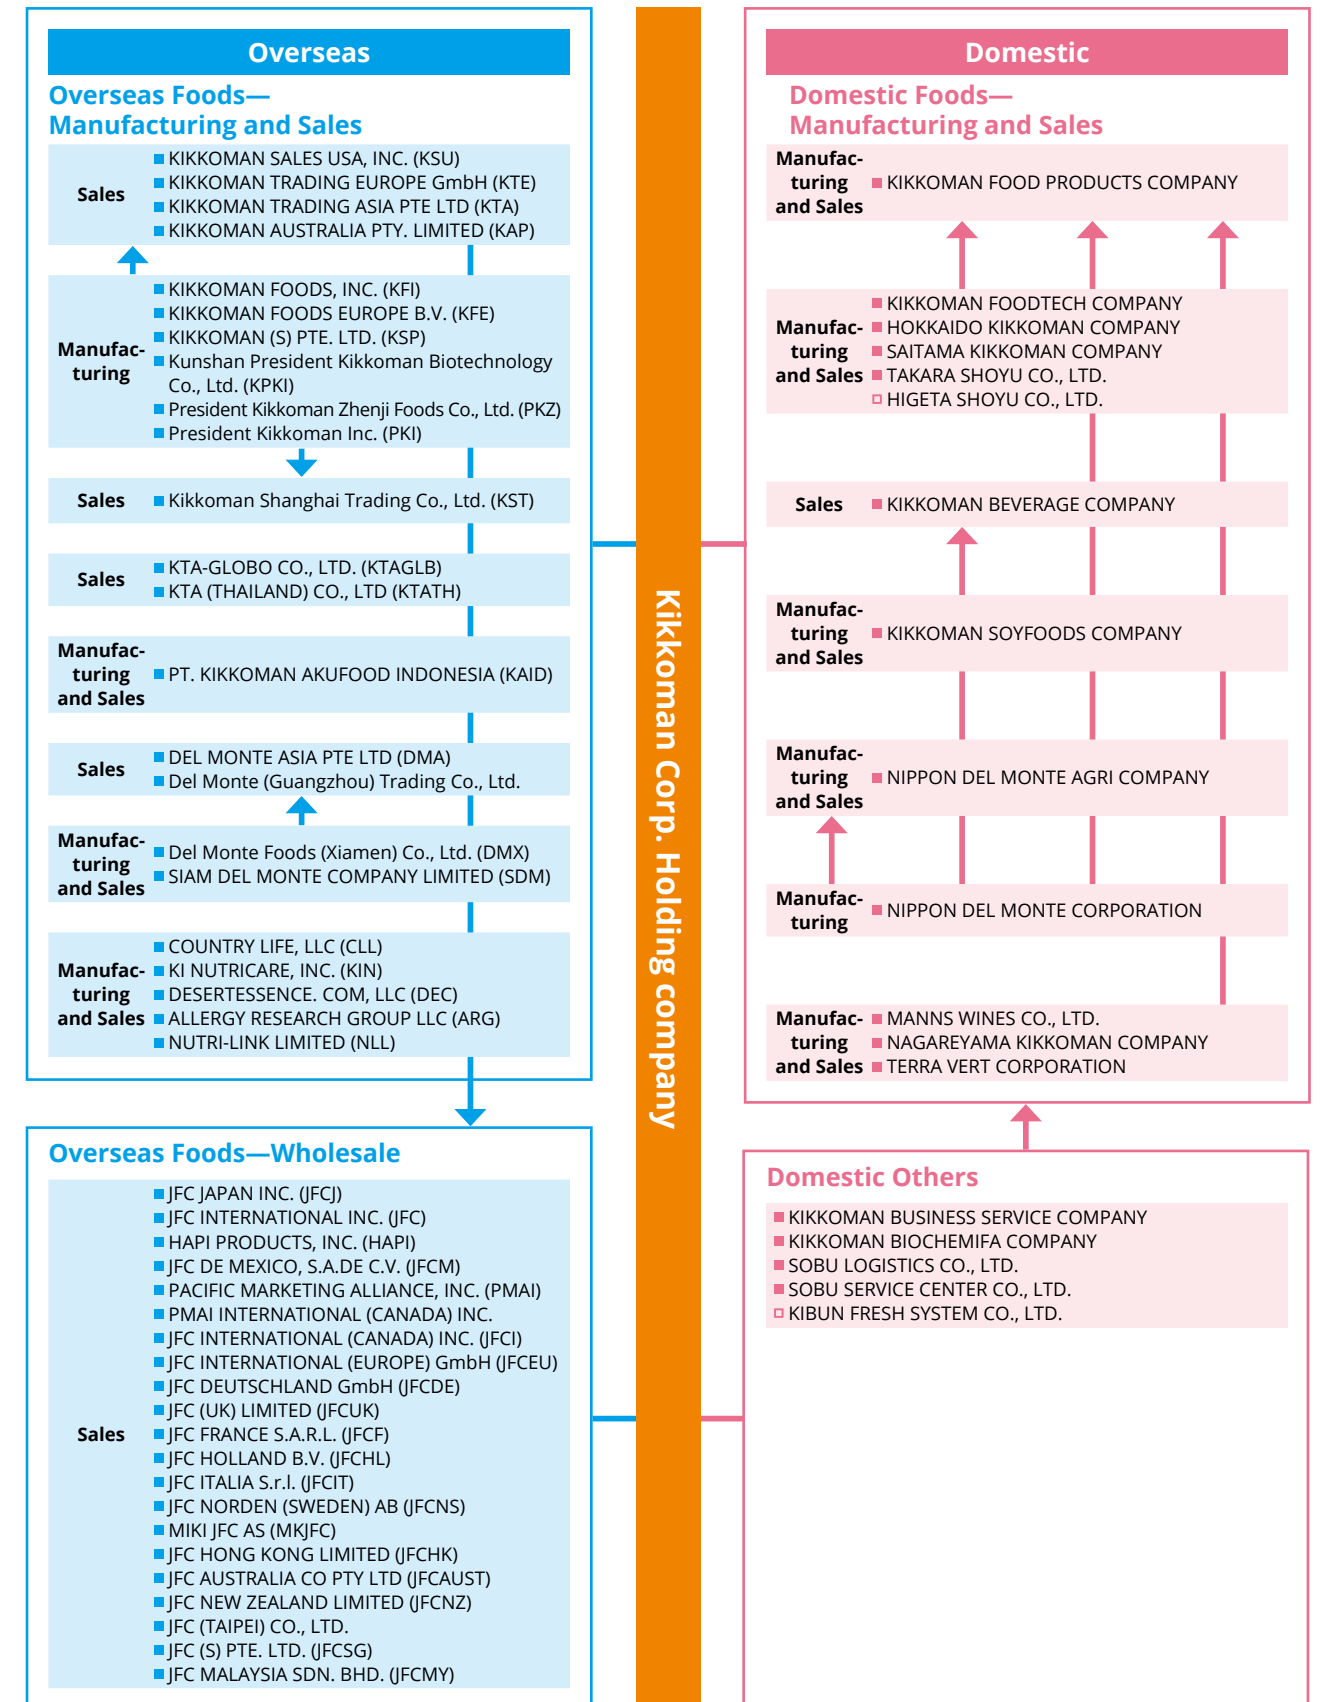 Overseas
Overseas Foods—
Manufacturing and Sales
Sales
KIKKOMAN SALES USA, INC. (KSU)
KIKKOMAN TRADING EUROPE GmbH (KTE)
KIKKOMAN TRADING ASIA PTE LTD (KTA)
KIKKOMAN AUSTRALIA PTY. LIMITED (KAP)
Manufac-
turing
KIKKOMAN FOODS, INC. (KFI)
KIKKOMAN FOODS EUROPE B.V. (KFE)
KIKKOMAN (S) PTE. LTD. (KSP)
Kunshan President Kikkoman Biotechnology
Co., Ltd. (KPKI)
President Kikkoman Zhenji Foods Co., Ltd. (PKZ)
President Kikkoman Inc. (PKI)
Sales
Kikkoman Shanghai Trading Co., Ltd. (KST)
Sales
KTA-GLOBO CO., LTD. (KTAGLB)
KTA (THAILAND) CO., LTD (KTATH)
Manufac-
turing
and Sales
PT. KIKKOMAN AKUFOOD INDONESIA (KAID)
Sales
DEL MONTE ASIA PTE LTD (DMA)
Del Monte (Guangzhou) Trading Co., Ltd.
Manufac-
turing
and Sales
Del Monte Foods (Xiamen) Co., Ltd. (DMX)
SIAM DEL MONTE COMPANY LIMITED (SDM)
Manufac-
turing
and Sales
COUNTRY LIFE, LLC (CLL)
KI NUTRICARE, INC. (KIN)
DESERTESSENCE. COM, LLC (DEC)
ALLERGY RESEARCH GROUP LLC (ARG)
NUTRI-LINK LIMITED (NLL)
Overseas Foods—Wholesale
Sales
JFC JAPAN INC. (JFCJ)
JFC INTERNATIONAL INC. (JFC)
HAPI PRODUCTS, INC. (HAPI)
JFC DE MEXICO, S.A.DE C.V. (JFCM)
PACIFIC MARKETING ALLIANCE, INC. (PMAI)
PMAI INTERNATIONAL (CANADA) INC.
JFC INTERNATIONAL (CANADA) INC. (JFCI)
JFC INTERNATIONAL (EUROPE) GmbH (JFCEU)
JFC DEUTSCHLAND GmbH (JFCDE)
JFC (UK) LIMITED (JFCUK)
JFC FRANCE S.A.R.L. (JFCF)
JFC HOLLAND B.V. (JFCHL)
JFC ITALIA S.r.l. (JFCIT)
JFC NORDEN (SWEDEN) AB (JFCNS)
MIKI JFC AS (MKJFC)
JFC HONG KONG LIMITED (JFCHK)
JFC AUSTRALIA CO PTY LTD (JFCAUST)
JFC NEW ZEALAND LIMITED (JFCNZ)
JFC (TAIPEI) CO., LTD.
JFC (S) PTE. LTD. (JFCSG)
JFC MALAYSIA SDN. BHD. (JFCMY)
Kikkoman Corp. Holding company
Domestic
Domestic Foods—
Manufacturing and Sales
Manufac-
turing
and Sales
KIKKOMAN FOOD PRODUCTS COMPANY
Manufac-
turing
and Sales
KIKKOMAN FOODTECH COMPANY
HOKKAIDO KIKKOMAN COMPANY
SAITAMA KIKKOMAN COMPANY
TAKARA SHOYU CO., LTD.
HIGETA SHOYU CO., LTD.
Sales
KIKKOMAN BEVERAGE COMPANY
Manufac-
turing
and Sales
KIKKOMAN SOYFOODS COMPANY
Manufac-
turing
and Sales
NIPPON DEL MONTE AGRI COMPANY
Manufac-
turing
NIPPON DEL MONTE CORPORATION
Manufac-
turing
and Sales
MANNS WINES CO., LTD.
NAGAREYAMA KIKKOMAN COMPANY
TERRA VERT CORPORATION
Domestic Others
KIKKOMAN BUSINESS SERVICE COMPANY
KIKKOMAN BIOCHEMIFA COMPANY
SOBU LOGISTICS CO., LTD.
SOBU SERVICE CENTER CO., LTD.
KIBUN FRESH SYSTEM CO., LTD.